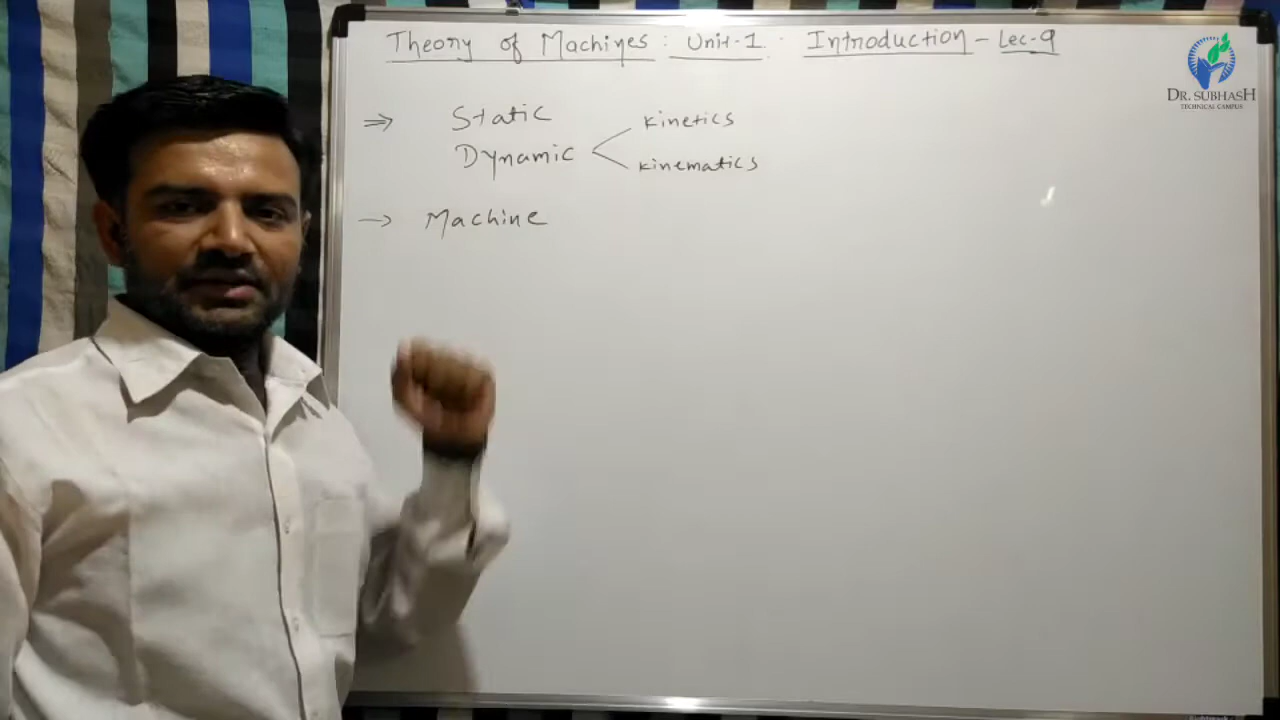 Theory of Machines: Unit-1: Introduction - Lec-9
⇒ Static
Dynamic < kinetics
kinematics
→ Machine
DR. SUBHASH
TECHNICAL CAMPUS